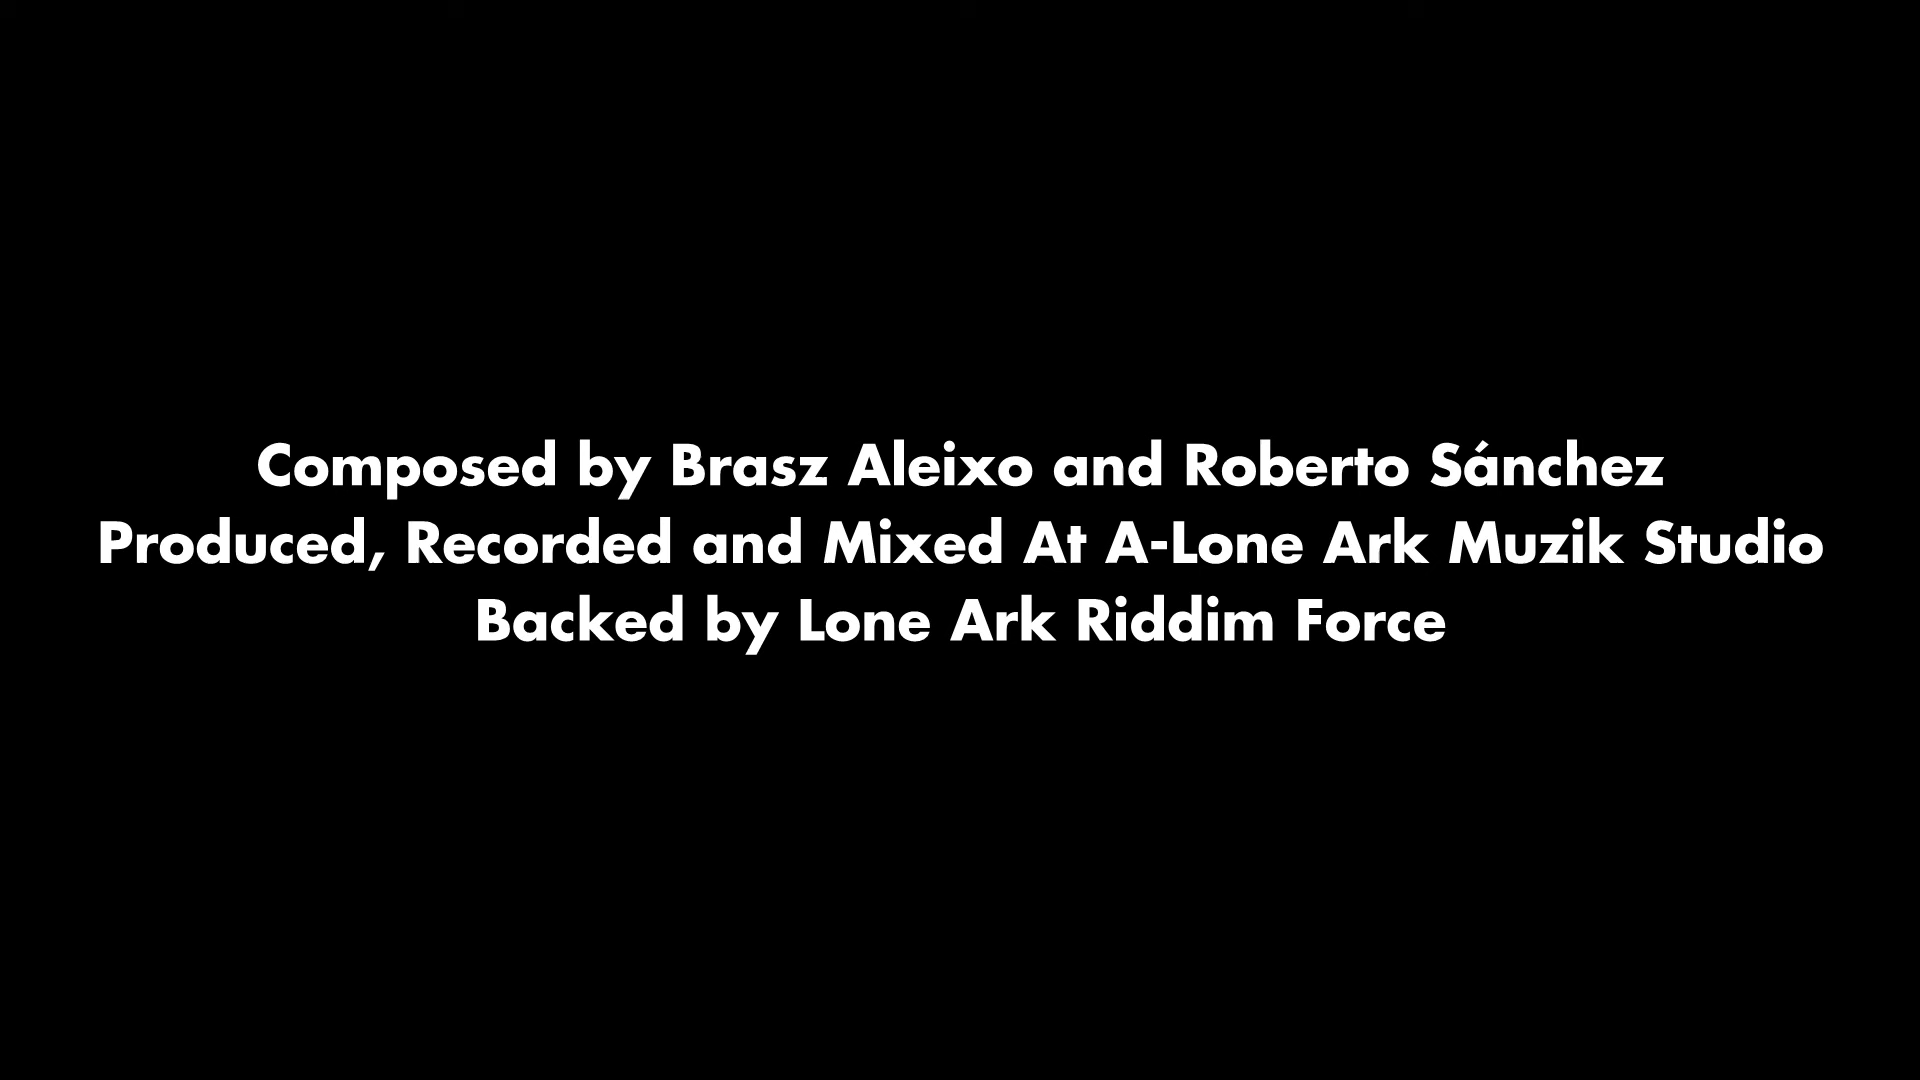 Composed by Brasz Aleixo and Roberto Sánchez
Produced, Recorded and Mixed At A-Lone Ark Muzik Studio
Backed by Lone Ark Riddim Force